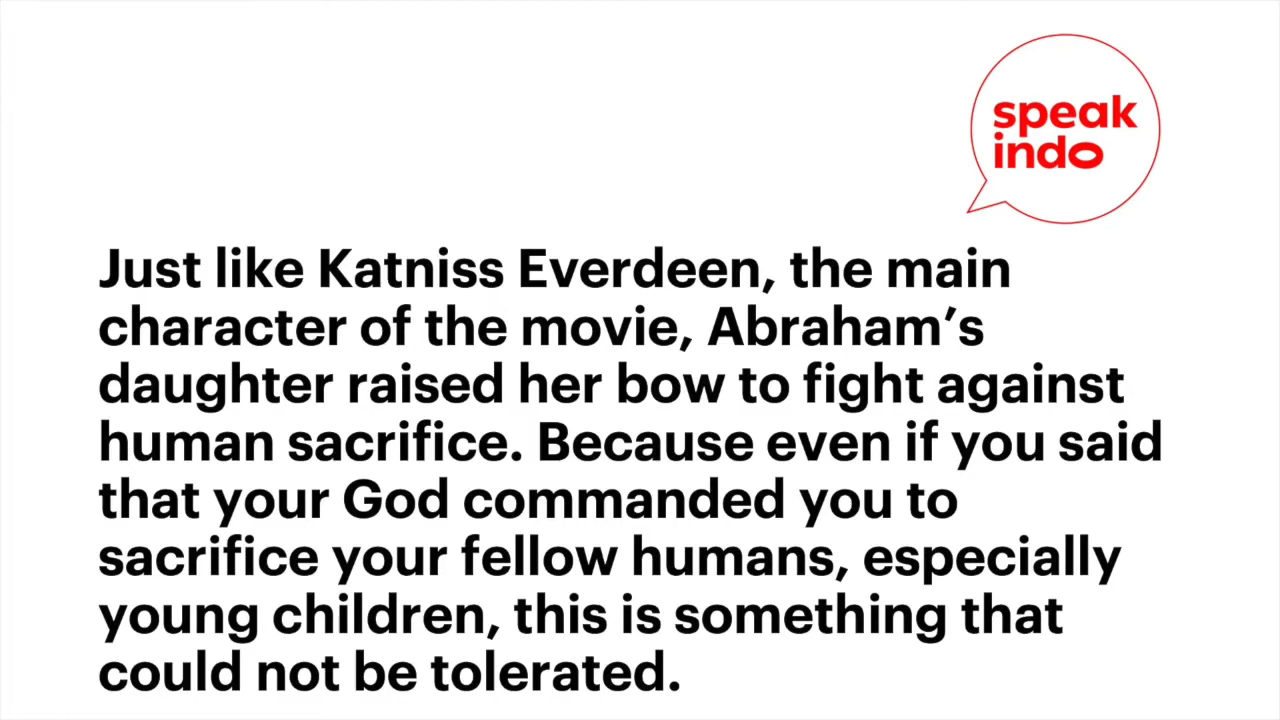 speak
indo
Just like Katniss Everdeen, the main
character of the movie, Abraham’s
daughter raised her bow to fight against
human sacrifice. Because even if you said
that your God commanded you to
sacrifice your fellow humans, especially
young children, this is something that
could not be tolerated.